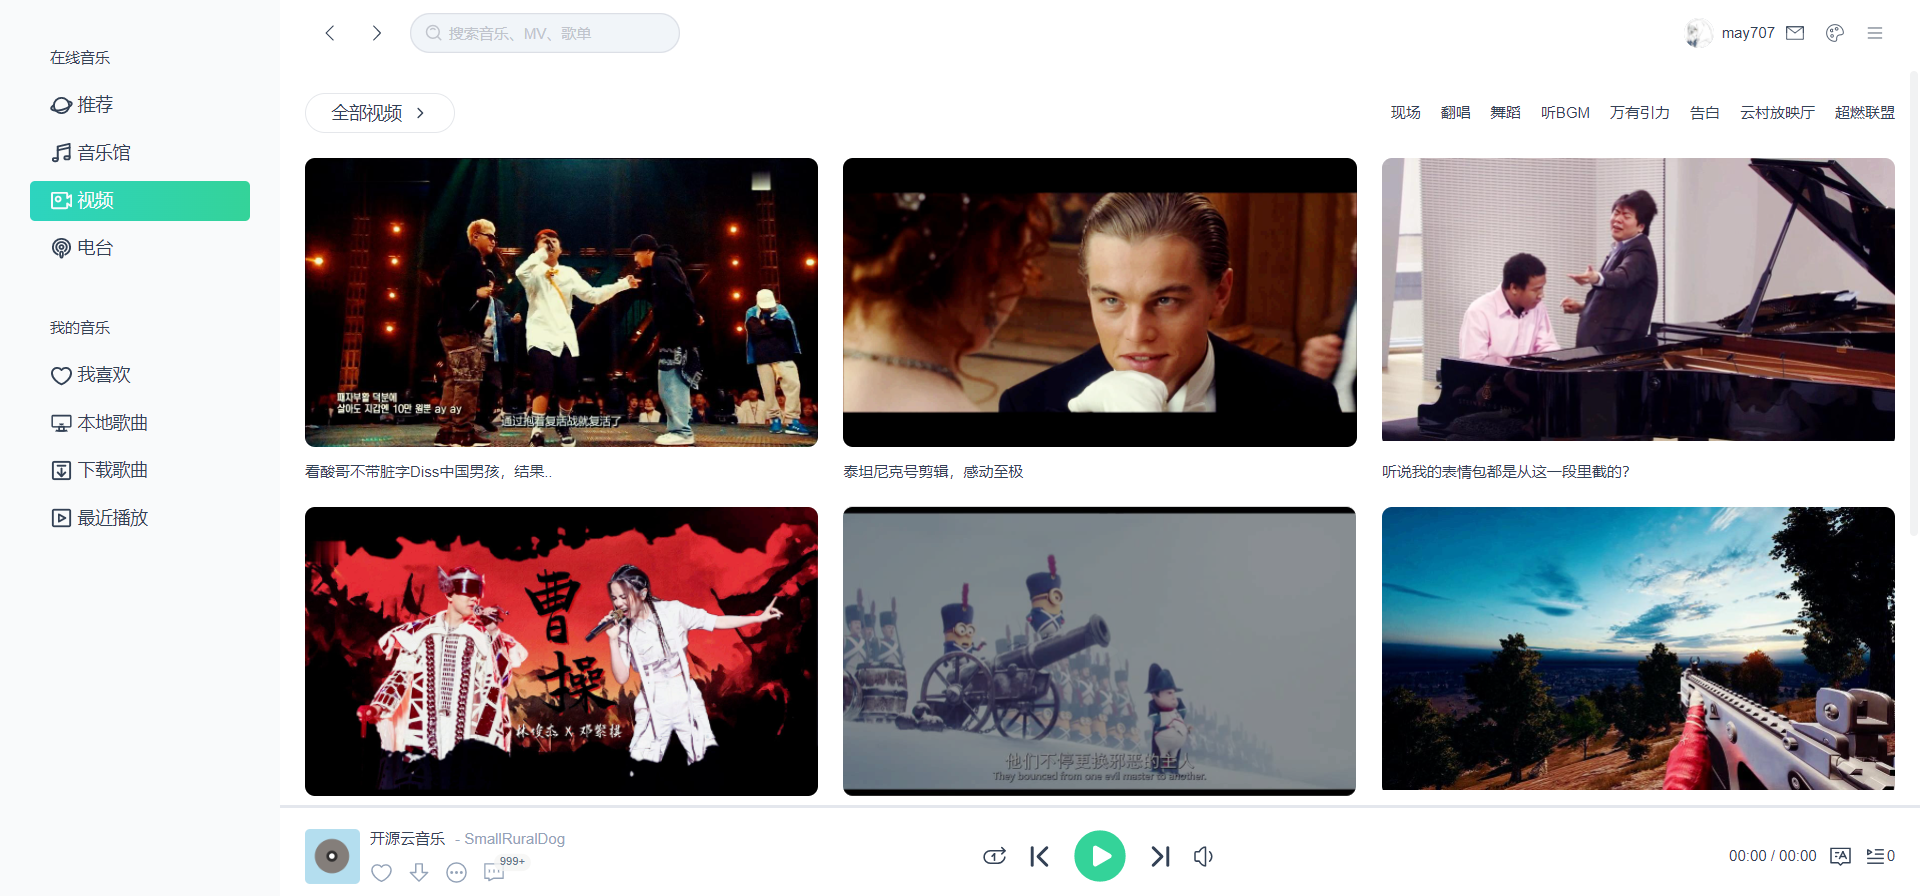 在线音乐
推荐
音乐馆
视频
电台
我的音乐
我喜欢
本地歌曲
下载歌曲
最近播放
搜索音乐、MV、歌单
may707
全部视频
现场 翻唱 舞蹈 听BGM 万有引力 告白 云村放映厅 超燃联盟
패자부활 덕분에
살아도 지갑엔 10만 원뿐 ay ay
通过抱着复活战就复活了
看酸哥不带脏字Diss中国男孩，结果..
泰坦尼克号剪辑，感动至极
听说我的表情包都是从这一段里截的?
曹操
林俊杰 X 邓紫棋
他们不停更换邪恶的主人
They bounced from one evil master to another.
开源云音乐 - SmallRuralDog
999+
1
00:00 / 00:00
A
0